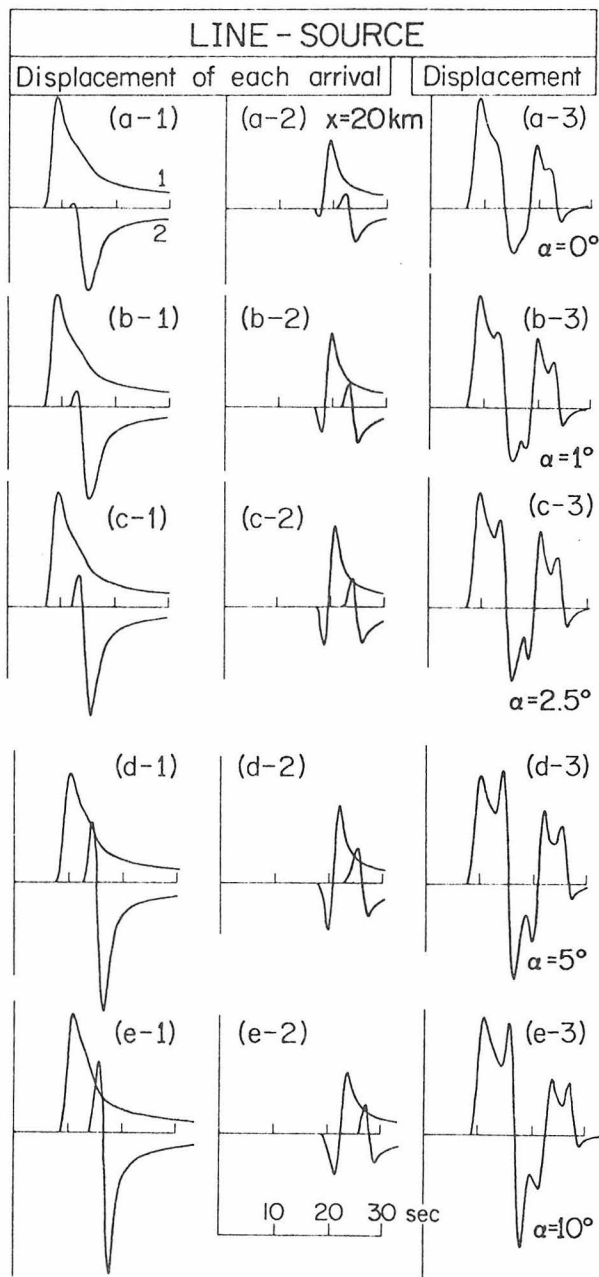 LINE-SOURCE
Displacement of each arrival Displacement
(a-1) (a-2) x=20km (a-3)
1
2
α=0°
(b-1) (b-2) (b-3)
α=1°
(c-1) (c-2) (c-3)
α=2.5°
(d-1) (d-2) (d-3)
α=5°
(e-1) (e-2) (e-3)
10 20 30 sec
α=10°